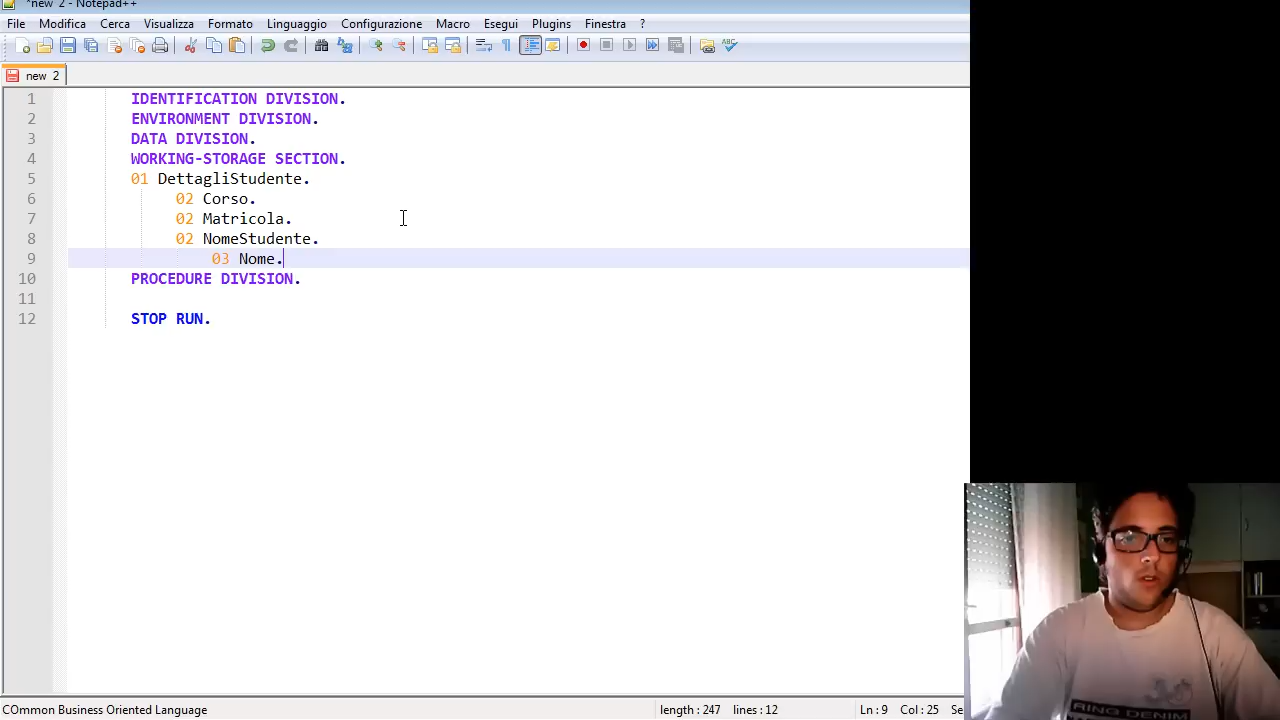 *new 2 - Notepad++
File Modifica Cerca Visualizza Formato Linguaggio Configurazione Macro Esegui Plugins Finestra ?
new 2
1 IDENTIFICATION DIVISION.
2 ENVIRONMENT DIVISION.
3 DATA DIVISION.
4 WORKING-STORAGE SECTION.
5 01 DettagliStudente.
6 02 Corso.
7 02 Matricola.
8 02 NomeStudente.
9 03 Nome.
10 PROCEDURE DIVISION.
11
12 STOP RUN.
COmmon Business Oriented Language length : 247 lines : 12 Ln : 9 Col : 25 Se
RING DENIM